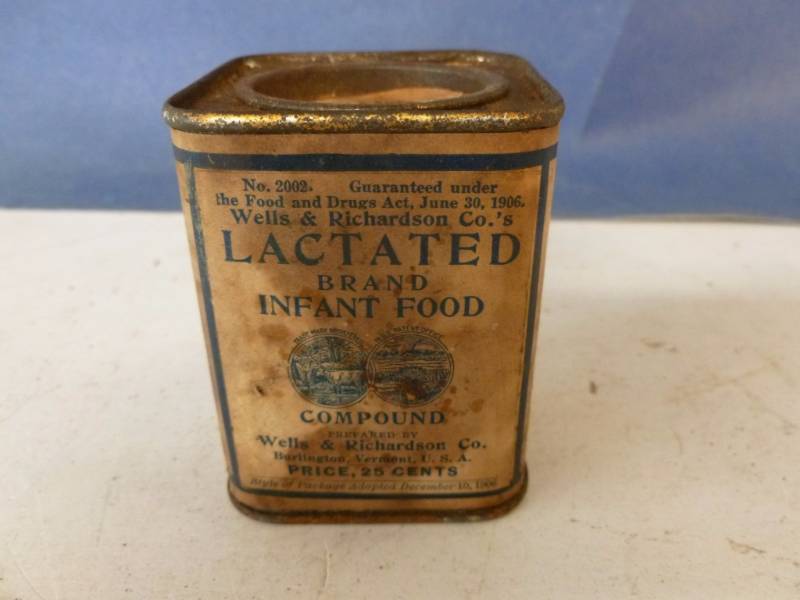 No. 2002. Guaranteed under
the Food and Drugs Act, June 30, 1906.
Wells & Richardson Co.'s
LACTATED
BRAND
INFANT FOOD
COMPOUND
PREPARED BY
Wells & Richardson Co.
Burlington, Vermont, U. S. A.
PRICE, 25 CENTS
Style of Package Adopted December 10, 1906